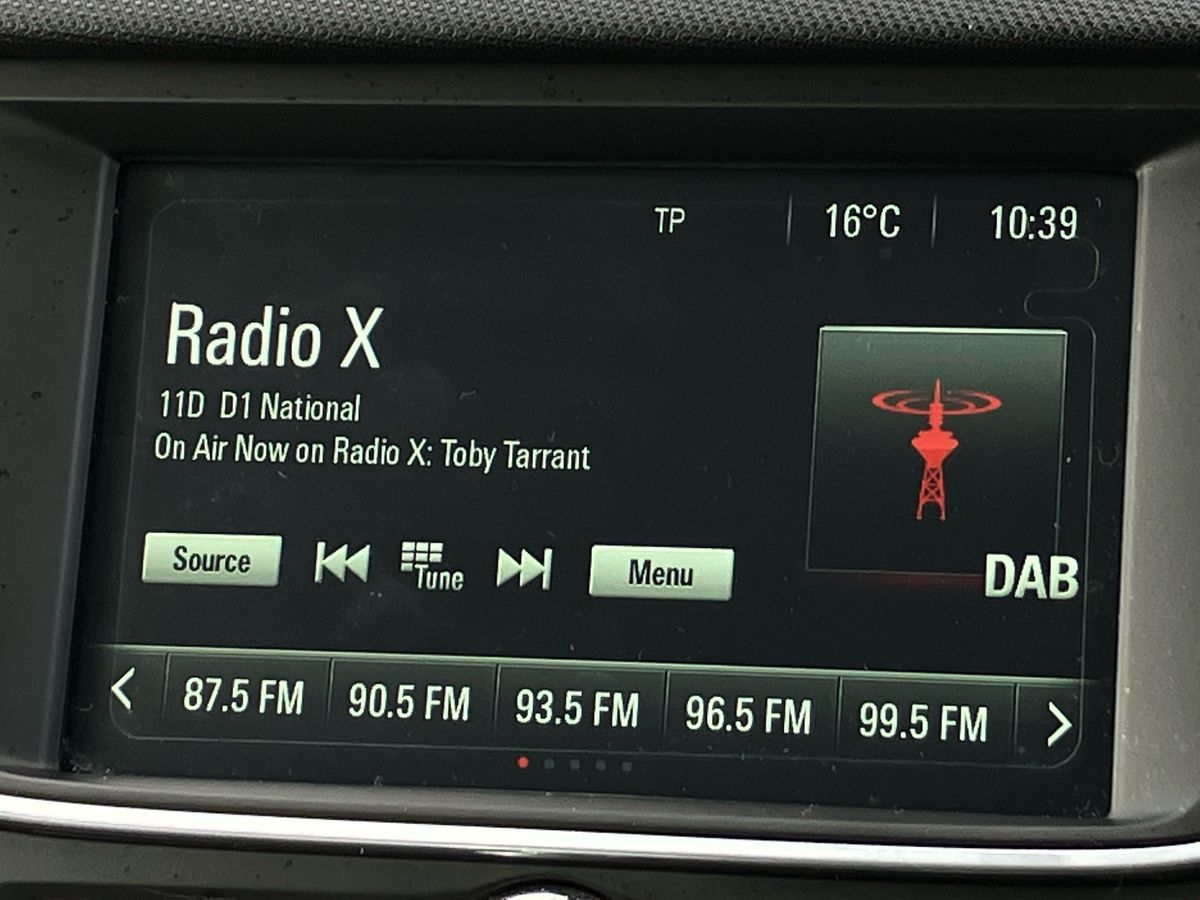 TP 16°C 10:39
Radio X
11D D1 National
On Air Now on Radio X: Toby Tarrant
Source Tune Menu
DAB
87.5 FM 90.5 FM 93.5 FM 96.5 FM 99.5 FM